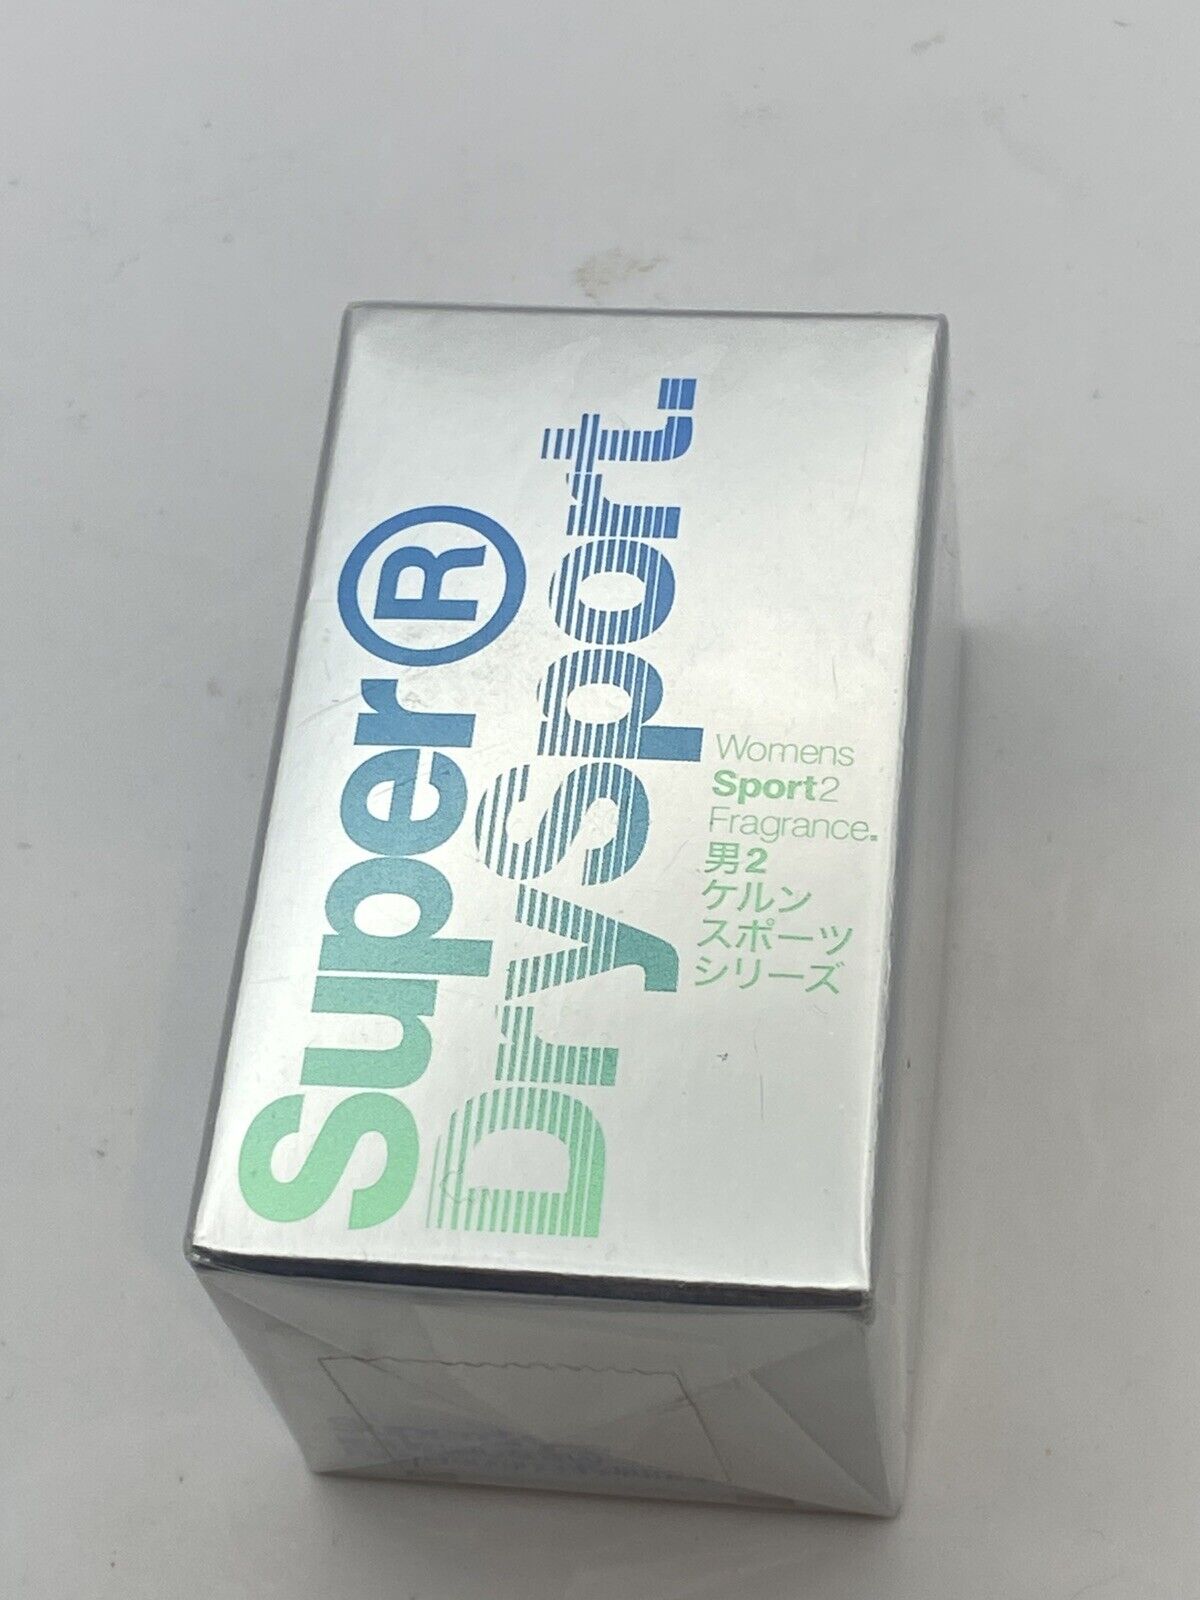 Super®
DrySport.
Womens
Sport2
Fragrance.
男2
ケルン
スポーツ
シリーズ